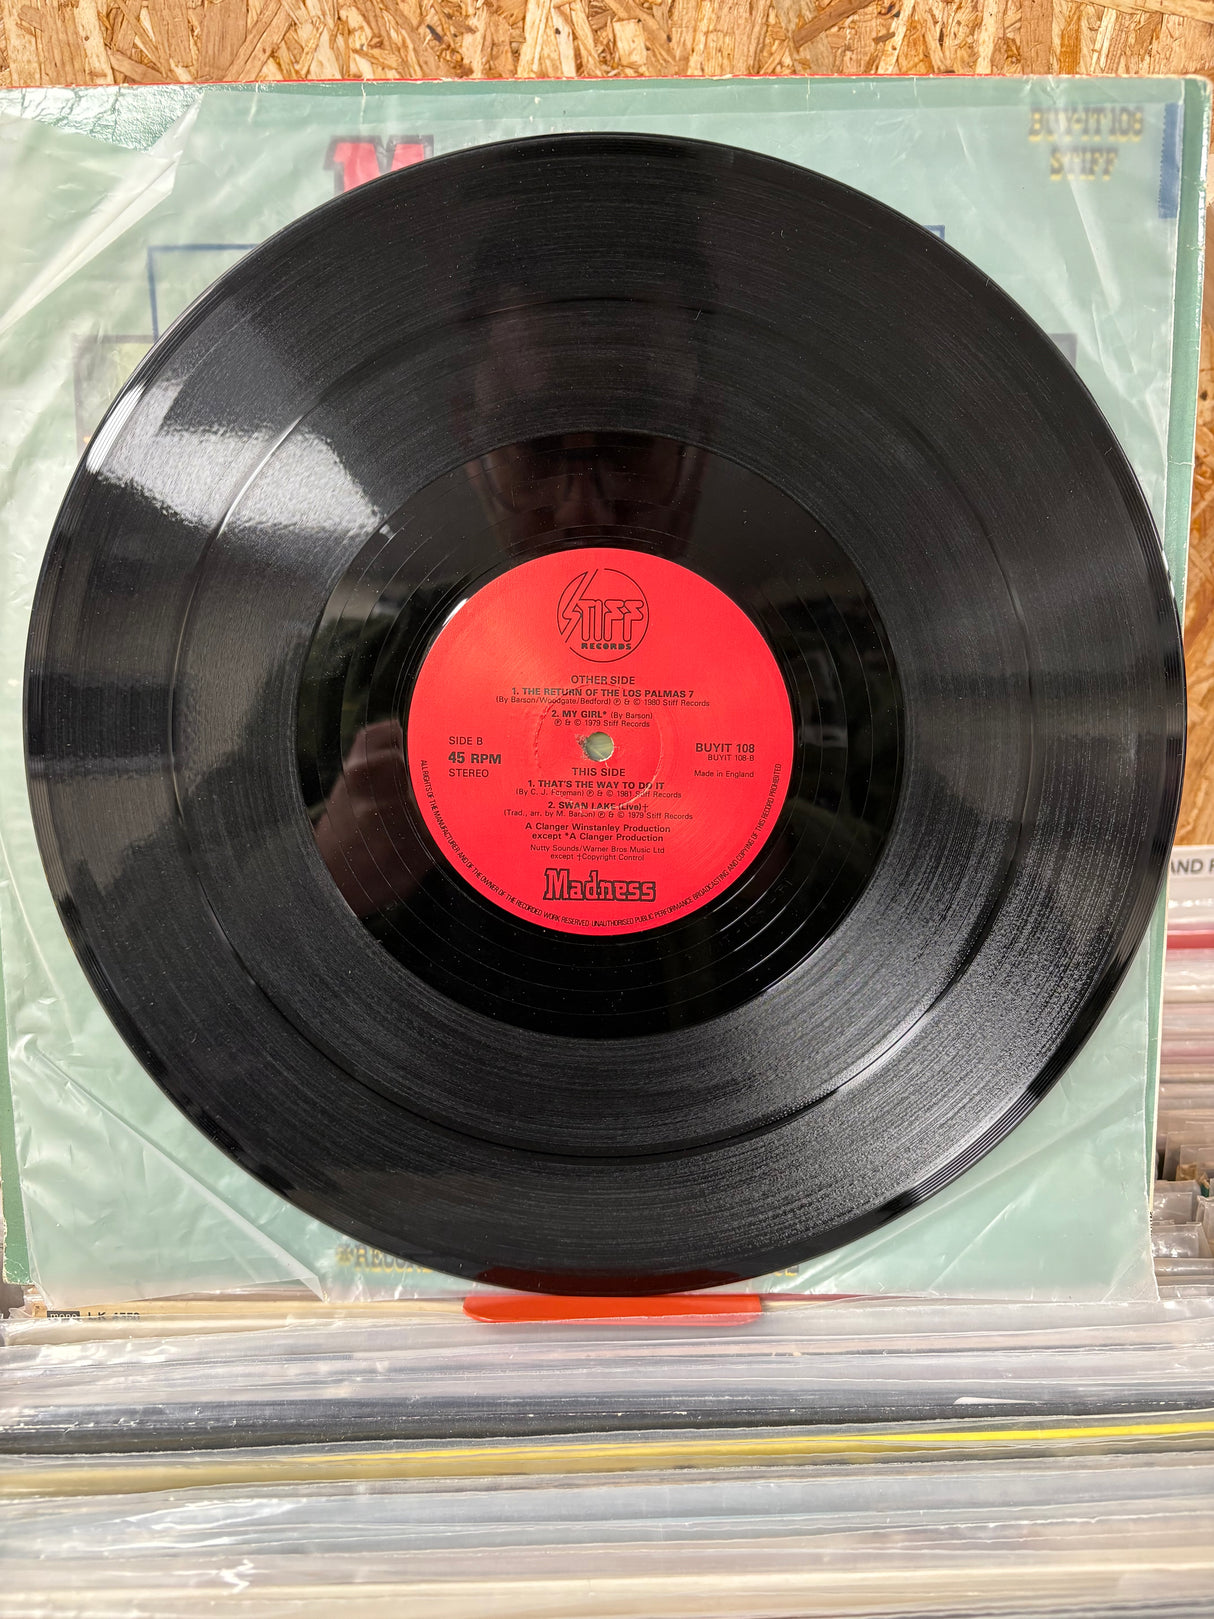 BUY-IT 108
STIFF
M
STIFF
RECORDS
OTHER SIDE
1. THE RETURN OF THE LOS PALMAS 7
(By Barson/Woodgate/Bedford) ℗ & © 1980 Stiff Records
2. MY GIRL* (By Barson)
℗ & © 1979 Stiff Records
SIDE B
45 RPM
STEREO
BUYIT 108
BUYIT 108-B
Made in England
THIS SIDE
1. THAT'S THE WAY TO DO IT
(By C. J. Foreman) ℗ & © 1981 Stiff Records
2. SWAN LAKE (Live)†
(Trad., arr. by M. Barson) ℗ & © 1979 Stiff Records
A Clanger Winstanley Production
except *A Clanger Production
Nutty Sounds/Warner Bros Music Ltd
except †Copyright Control
Madness
ALL RIGHTS OF THE MANUFACTURER AND OF THE OWNER OF THE RECORDED WORK RESERVED·UNAUTHORISED PUBLIC PERFORMANCE BROADCASTING AND COPYING OF THIS RECORD PROHIBITED
AND
mono